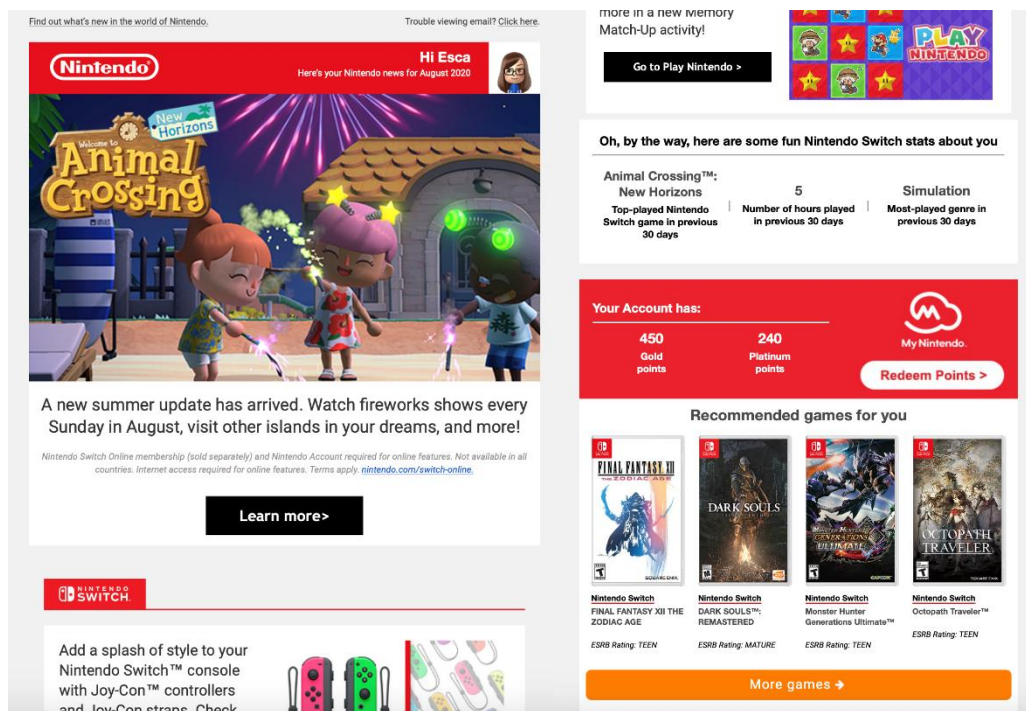 Find out what's new in the world of Nintendo.
Trouble viewing email? Click here.
Nintendo
Hi Esca
Here's your Nintendo news for August 2020
Welcome to
Animal
Crossing
New
Horizons
A new summer update has arrived. Watch fireworks shows every
Sunday in August, visit other islands in your dreams, and more!
Nintendo Switch Online membership (sold separately) and Nintendo Account required for online features. Not available in all
countries. Internet access required for online features. Terms apply. nintendo.com/switch-online.
Learn more>
NINTENDO
SWITCH.
Add a splash of style to your
Nintendo Switch™ console
with Joy-Con™ controllers
and Joy-Con straps. Check
more in a new Memory
Match-Up activity!
Go to Play Nintendo >
PLAY
NINTENDO
Oh, by the way, here are some fun Nintendo Switch stats about you
Animal Crossing™:
New Horizons
Top-played Nintendo
Switch game in previous
30 days
5
Number of hours played
in previous 30 days
Simulation
Most-played genre in
previous 30 days
Your Account has:
450
Gold
points
240
Platinum
points
My Nintendo.
Redeem Points >
Recommended games for you
FINAL FANTASY XII
THE ZODIAC AGE
SQUARE ENIX
DARK SOULS
MONSTER HUNTER
GENERATIONS
ULTIMATE
CAPCOM
OCTOPATH
TRAVELER
SQUARE ENIX
Nintendo Switch
FINAL FANTASY XII THE
ZODIAC AGE
ESRB Rating: TEEN
Nintendo Switch
DARK SOULS™:
REMASTERED
ESRB Rating: MATURE
Nintendo Switch
Monster Hunter
Generations Ultimate™
ESRB Rating: TEEN
Nintendo Switch
Octopath Traveler™
ESRB Rating: TEEN
More games →